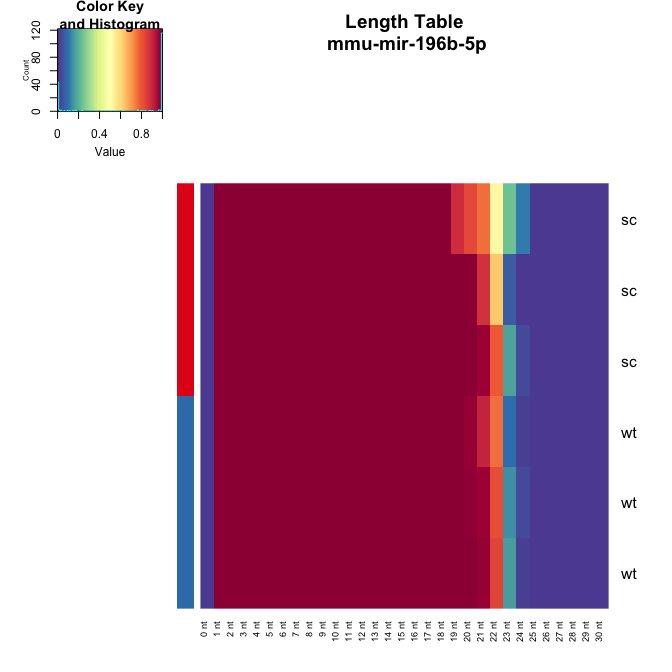 Color Key
and Histogram
Length Table
mmu-mir-196b-5p
Count
0 40 80 120
0 0.4 0.8
Value
sc
sc
sc
wt
wt
wt
0 nt
1 nt
2 nt
3 nt
4 nt
5 nt
6 nt
7 nt
8 nt
9 nt
10 nt
11 nt
12 nt
13 nt
14 nt
15 nt
16 nt
17 nt
18 nt
19 nt
20 nt
21 nt
22 nt
23 nt
24 nt
25 nt
26 nt
27 nt
28 nt
29 nt
30 nt